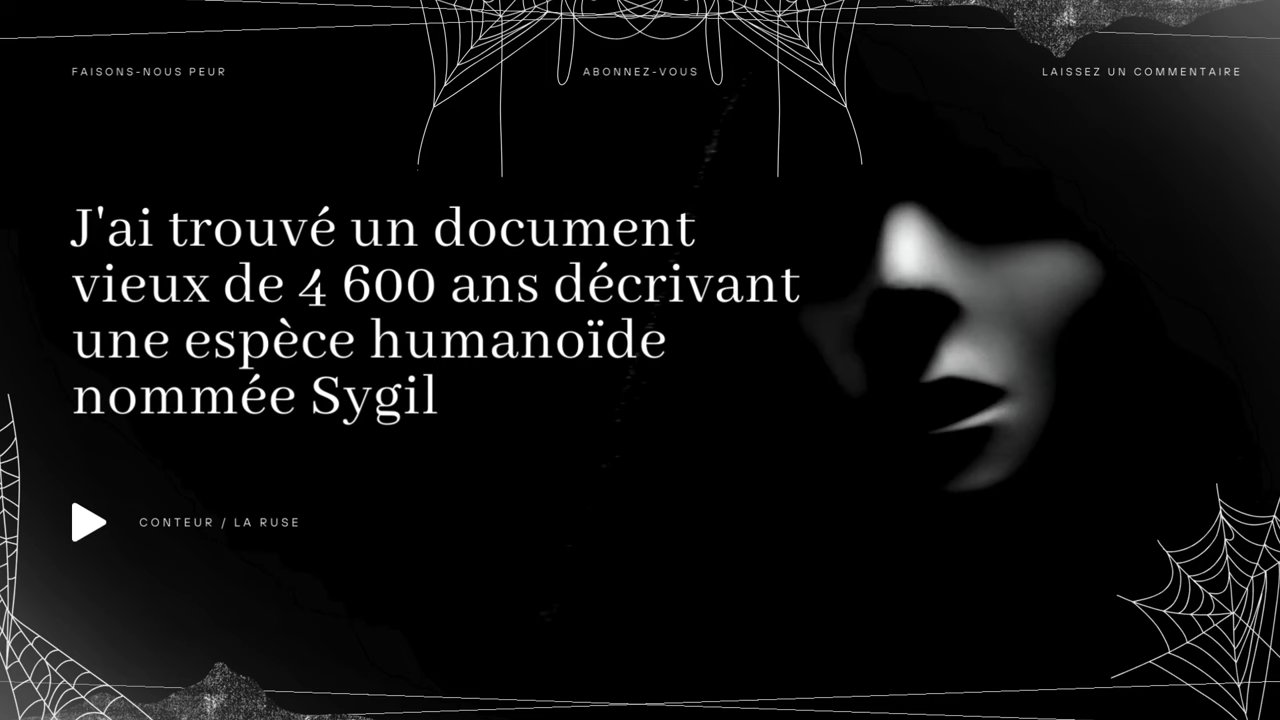 FAISONS-NOUS PEUR
ABONNEZ-VOUS
LAISSEZ UN COMMENTAIRE
J'ai trouvé un document
vieux de 4 600 ans décrivant
une espèce humanoïde
nommée Sygil
CONTEUR / LA RUSE